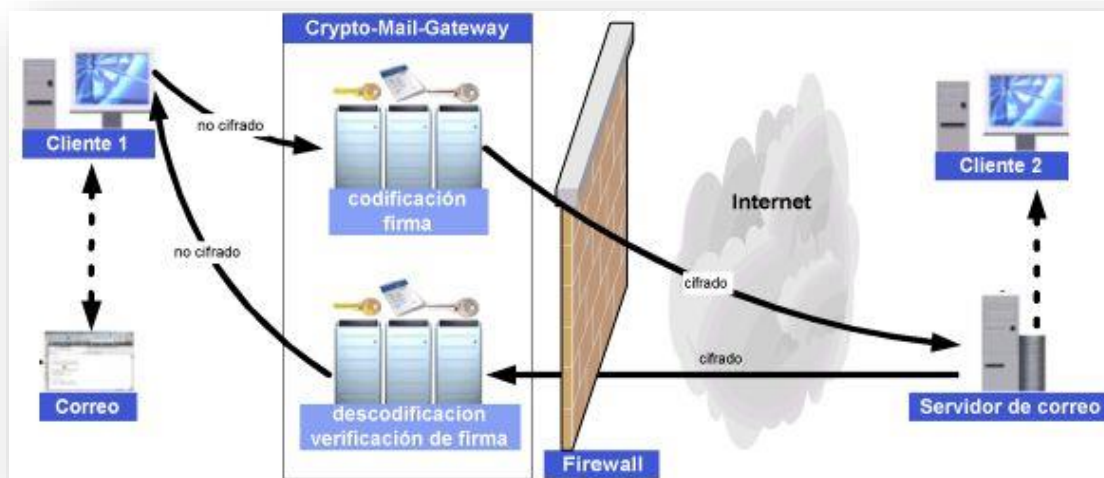 Crypto-Mail-Gateway
Cliente 1
no cifrado
codificación
firma
no cifrado
Correo
descodificacion
verificación de firma
Firewall
Internet
cifrado
cifrado
Cliente 2
Servidor de correo